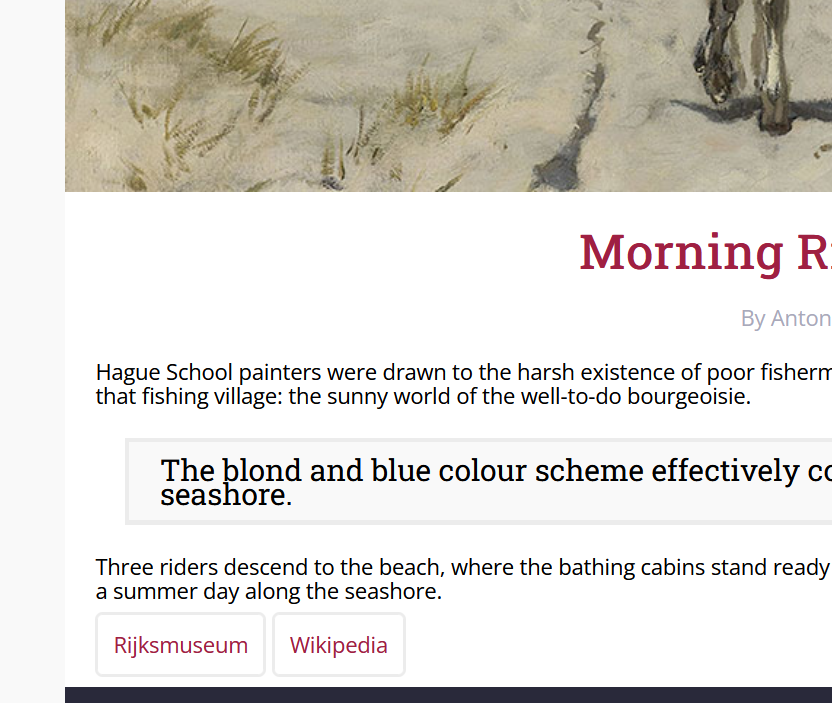 Morning R
By Anton
Hague School painters were drawn to the harsh existence of poor
that fishing village: the sunny world of the well-to-do bourgeoisie.
The blond and blue colour scheme effectively
seashore.
Three riders descend to the beach, where the bathing cabins stand ready
a summer day along the seashore.
Rijksmuseum
Wikipedia